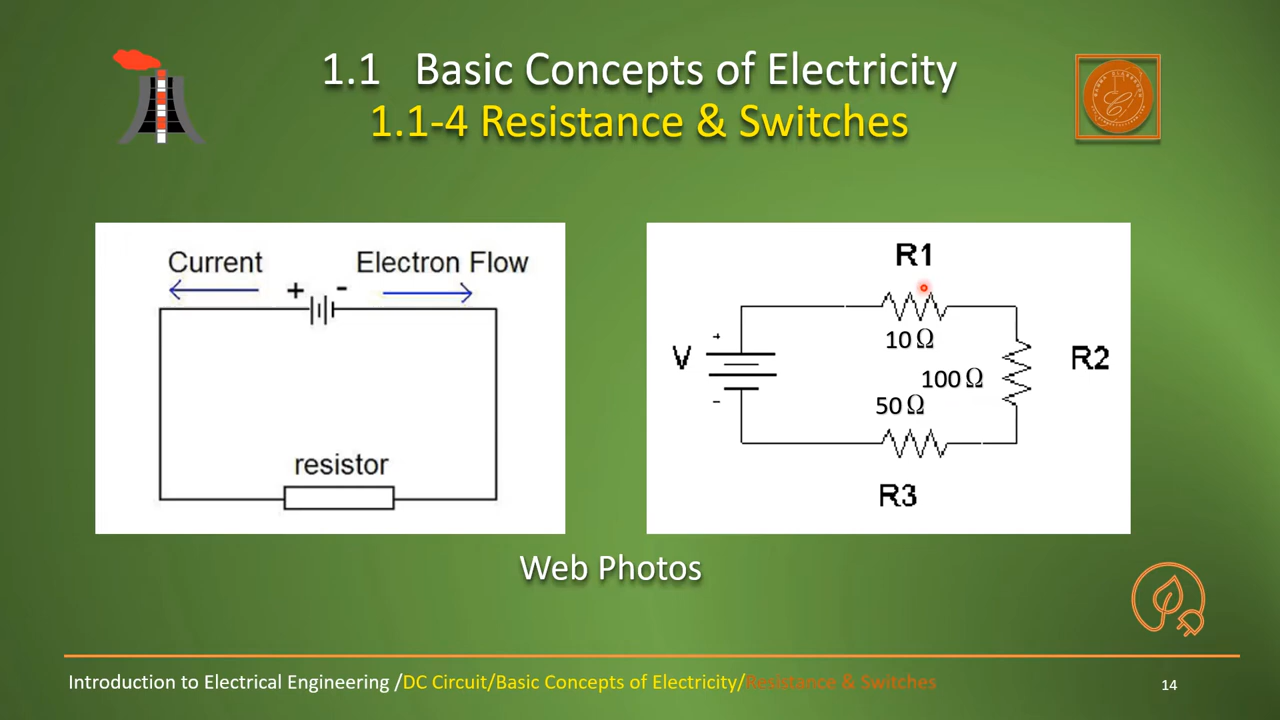 1.1 Basic Concepts of Electricity
1.1-4 Resistance & Switches
Current
Electron Flow
+ -
resistor
R1
10 Ω
+
V
R2
100 Ω
50 Ω
-
R3
Web Photos
Introduction to Electrical Engineering /DC Circuit/Basic Concepts of Electricity/Resistance & Switches
14